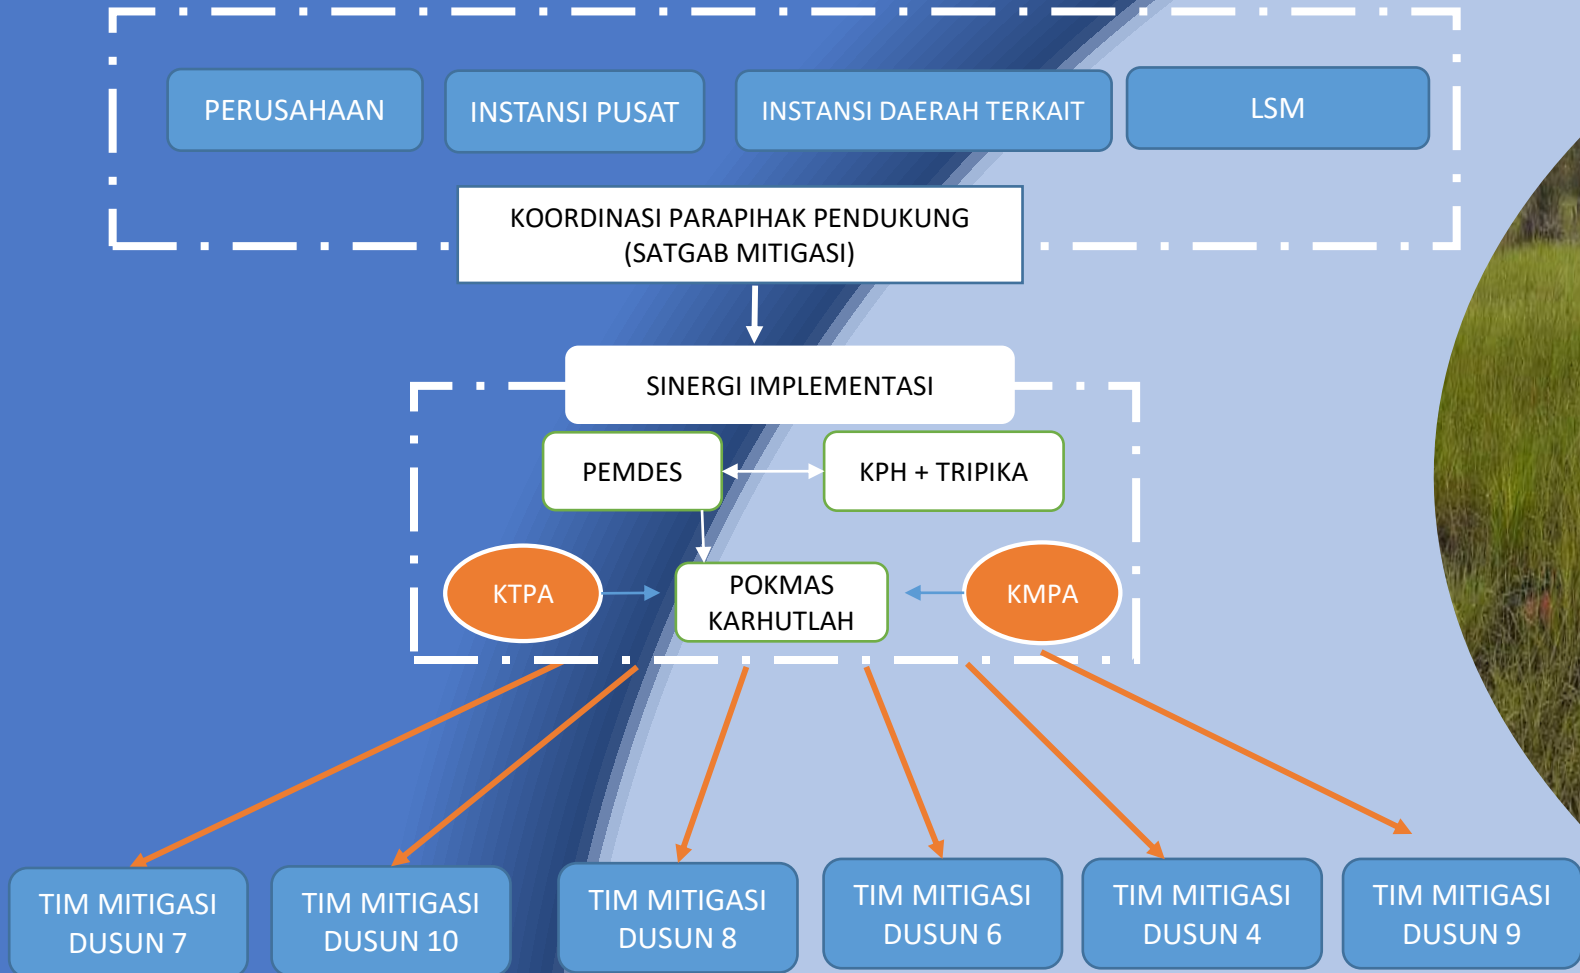 PERUSAHAAN
INSTANSI PUSAT
INSTANSI DAERAH TERKAIT
LSM
KOORDINASI PARAPIHAK PENDUKUNG
(SATGAB MITIGASI)
SINERGI IMPLEMENTASI
PEMDES
KPH + TRIPIKA
KTPA
POKMAS
KARHUTLAH
KMPA
TIM MITIGASI
DUSUN 7
TIM MITIGASI
DUSUN 10
TIM MITIGASI
DUSUN 8
TIM MITIGASI
DUSUN 6
TIM MITIGASI
DUSUN 4
TIM MITIGASI
DUSUN 9